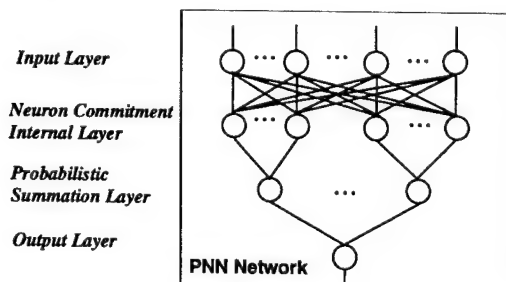 Input Layer
Neuron Commitment
Internal Layer
Probabilistic
Summation Layer
Output Layer
PNN Network